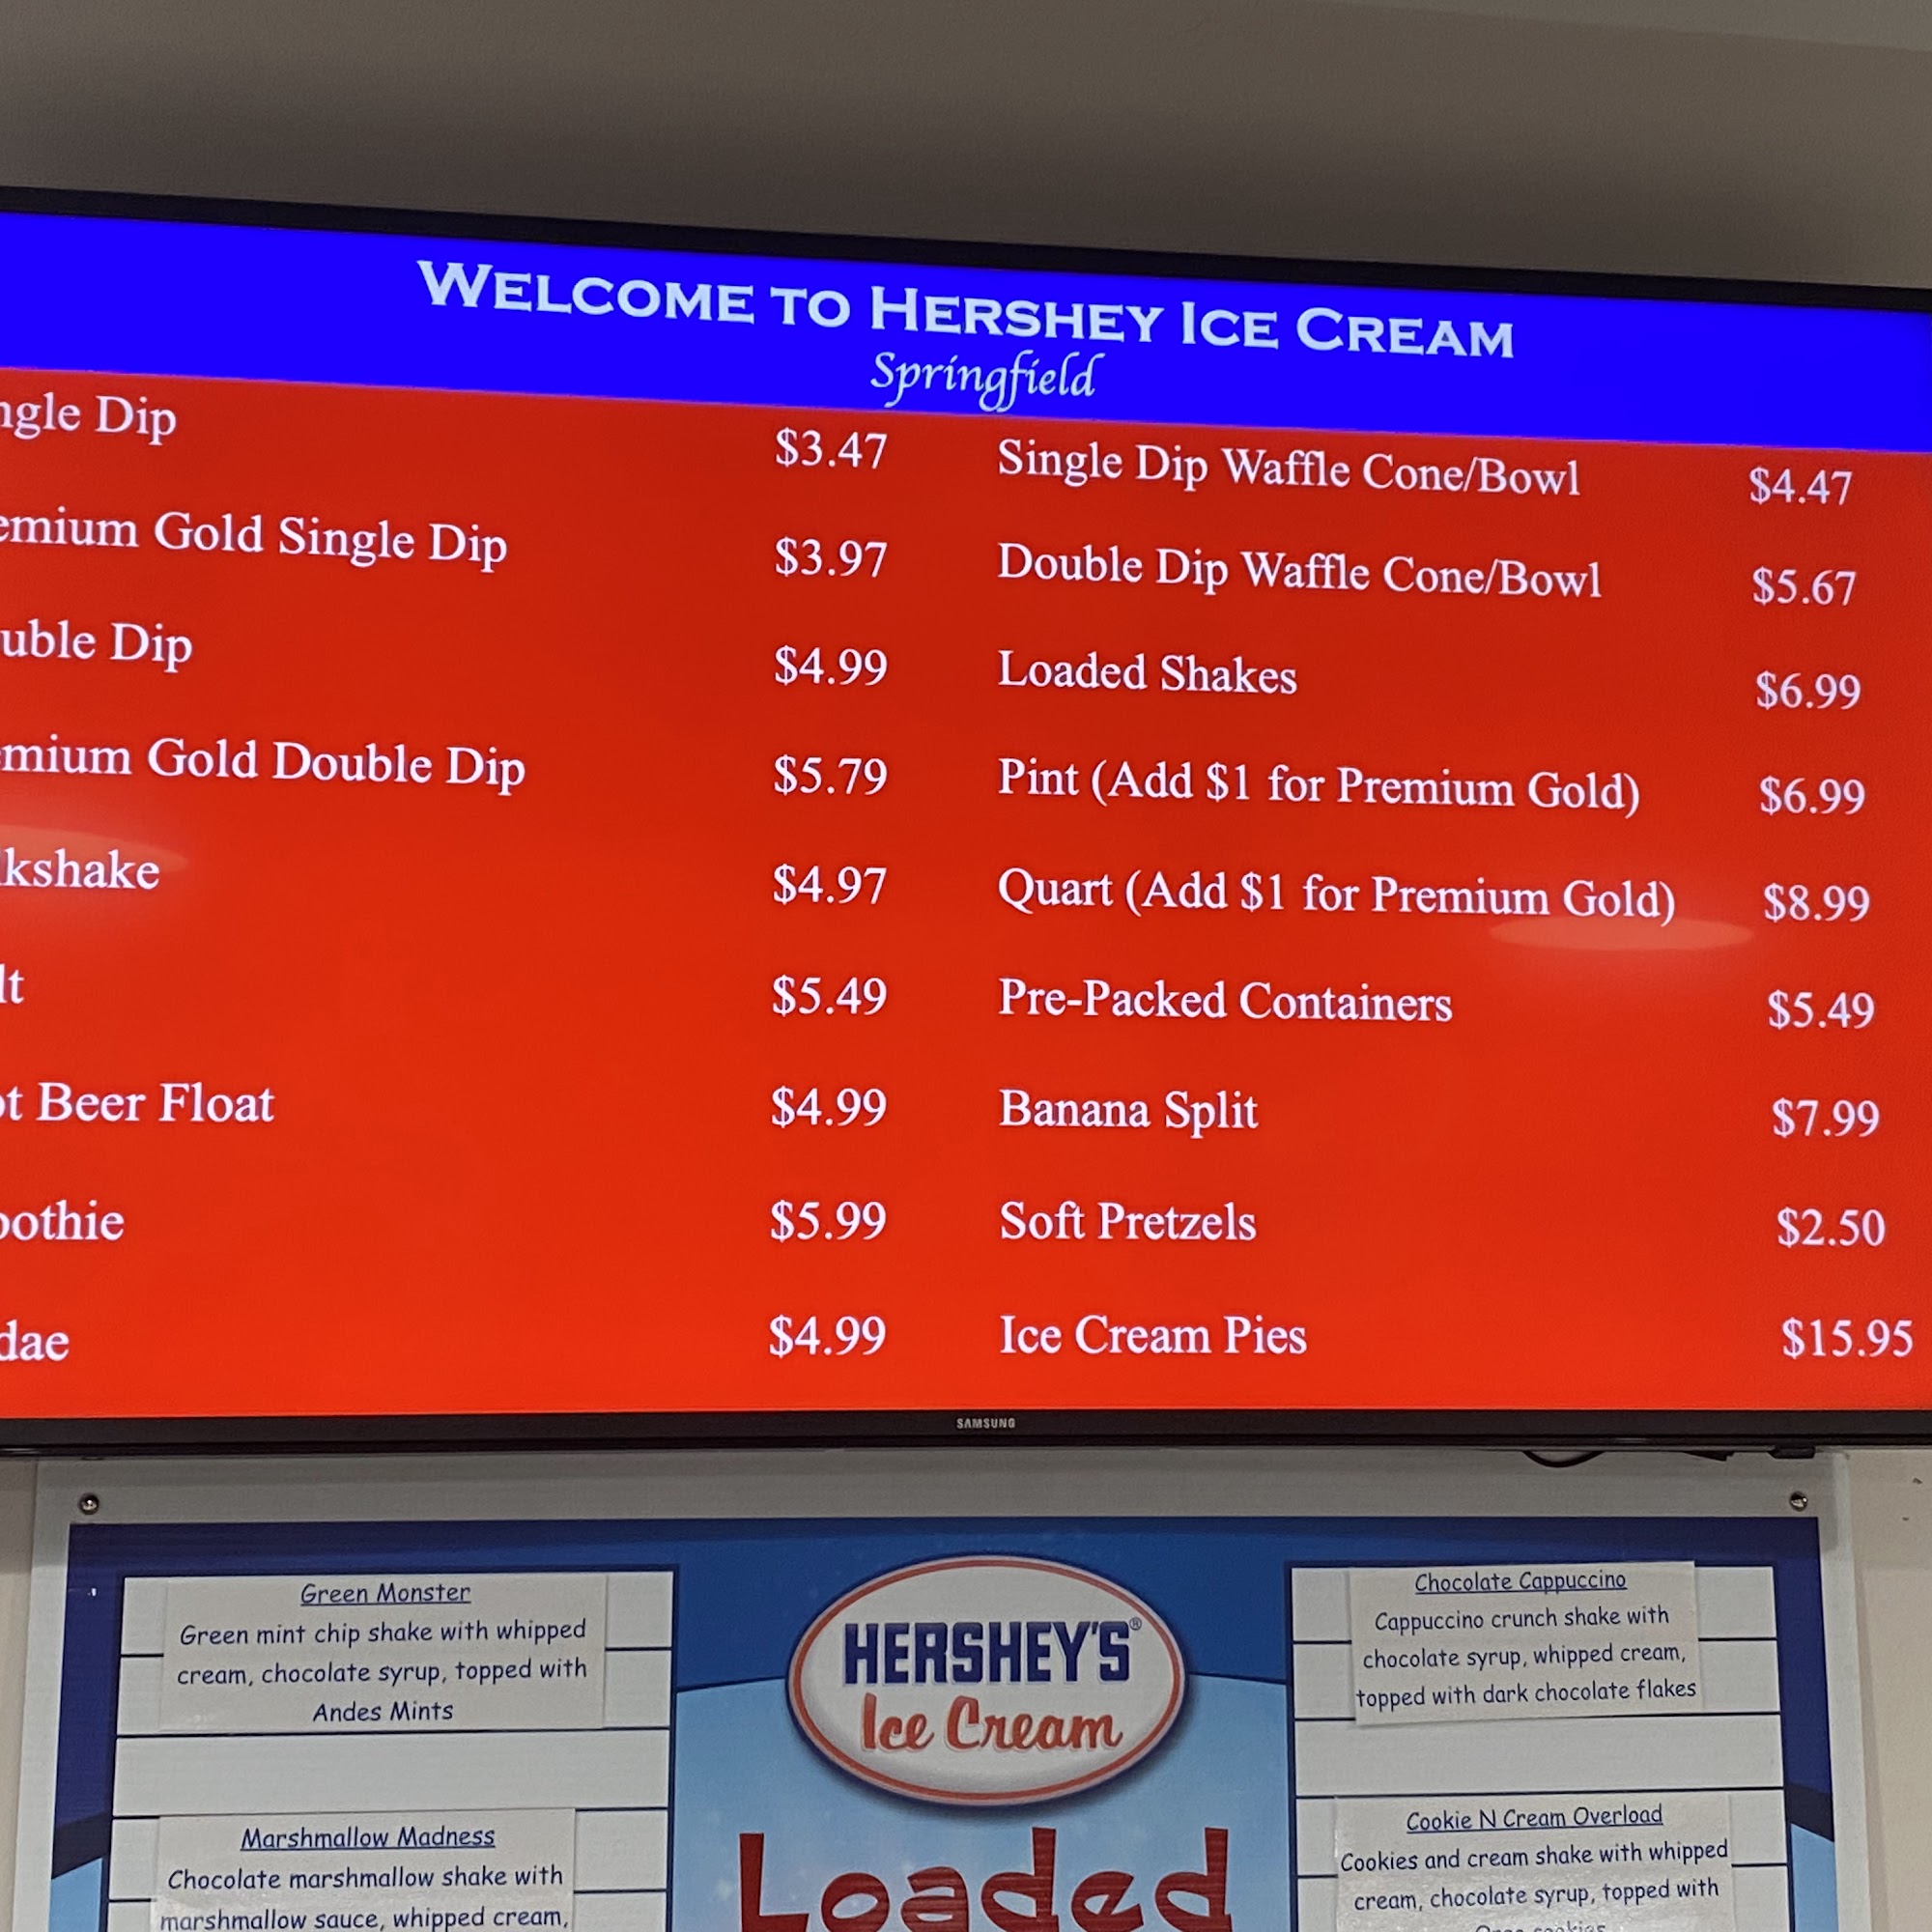 WELCOME TO HERSHEY ICE CREAM
Springfield
ngle Dip $3.47
emium Gold Single Dip $3.97
uble Dip $4.99
mium Gold Double Dip $5.79
kshake $4.97
lt $5.49
ot Beer Float $4.99
oothie $5.99
dae $4.99
Single Dip Waffle Cone/Bowl $4.47
Double Dip Waffle Cone/Bowl $5.67
Loaded Shakes $6.99
Pint (Add $1 for Premium Gold) $6.99
Quart (Add $1 for Premium Gold) $8.99
Pre-Packed Containers $5.49
Banana Split $7.99
Soft Pretzels $2.50
Ice Cream Pies $15.95
SAMSUNG
Green Monster
Green mint chip shake with whipped
cream, chocolate syrup, topped with
Andes Mints
Marshmallow Madness
Chocolate marshmallow shake with
marshmallow sauce, whipped cream,
HERSHEY'S®
Ice Cream
Loaded
Chocolate Cappuccino
Cappuccino crunch shake with
chocolate syrup, whipped cream,
topped with dark chocolate flakes
Cookie N Cream Overload
Cookies and cream shake with whipped
cream, chocolate syrup, topped with